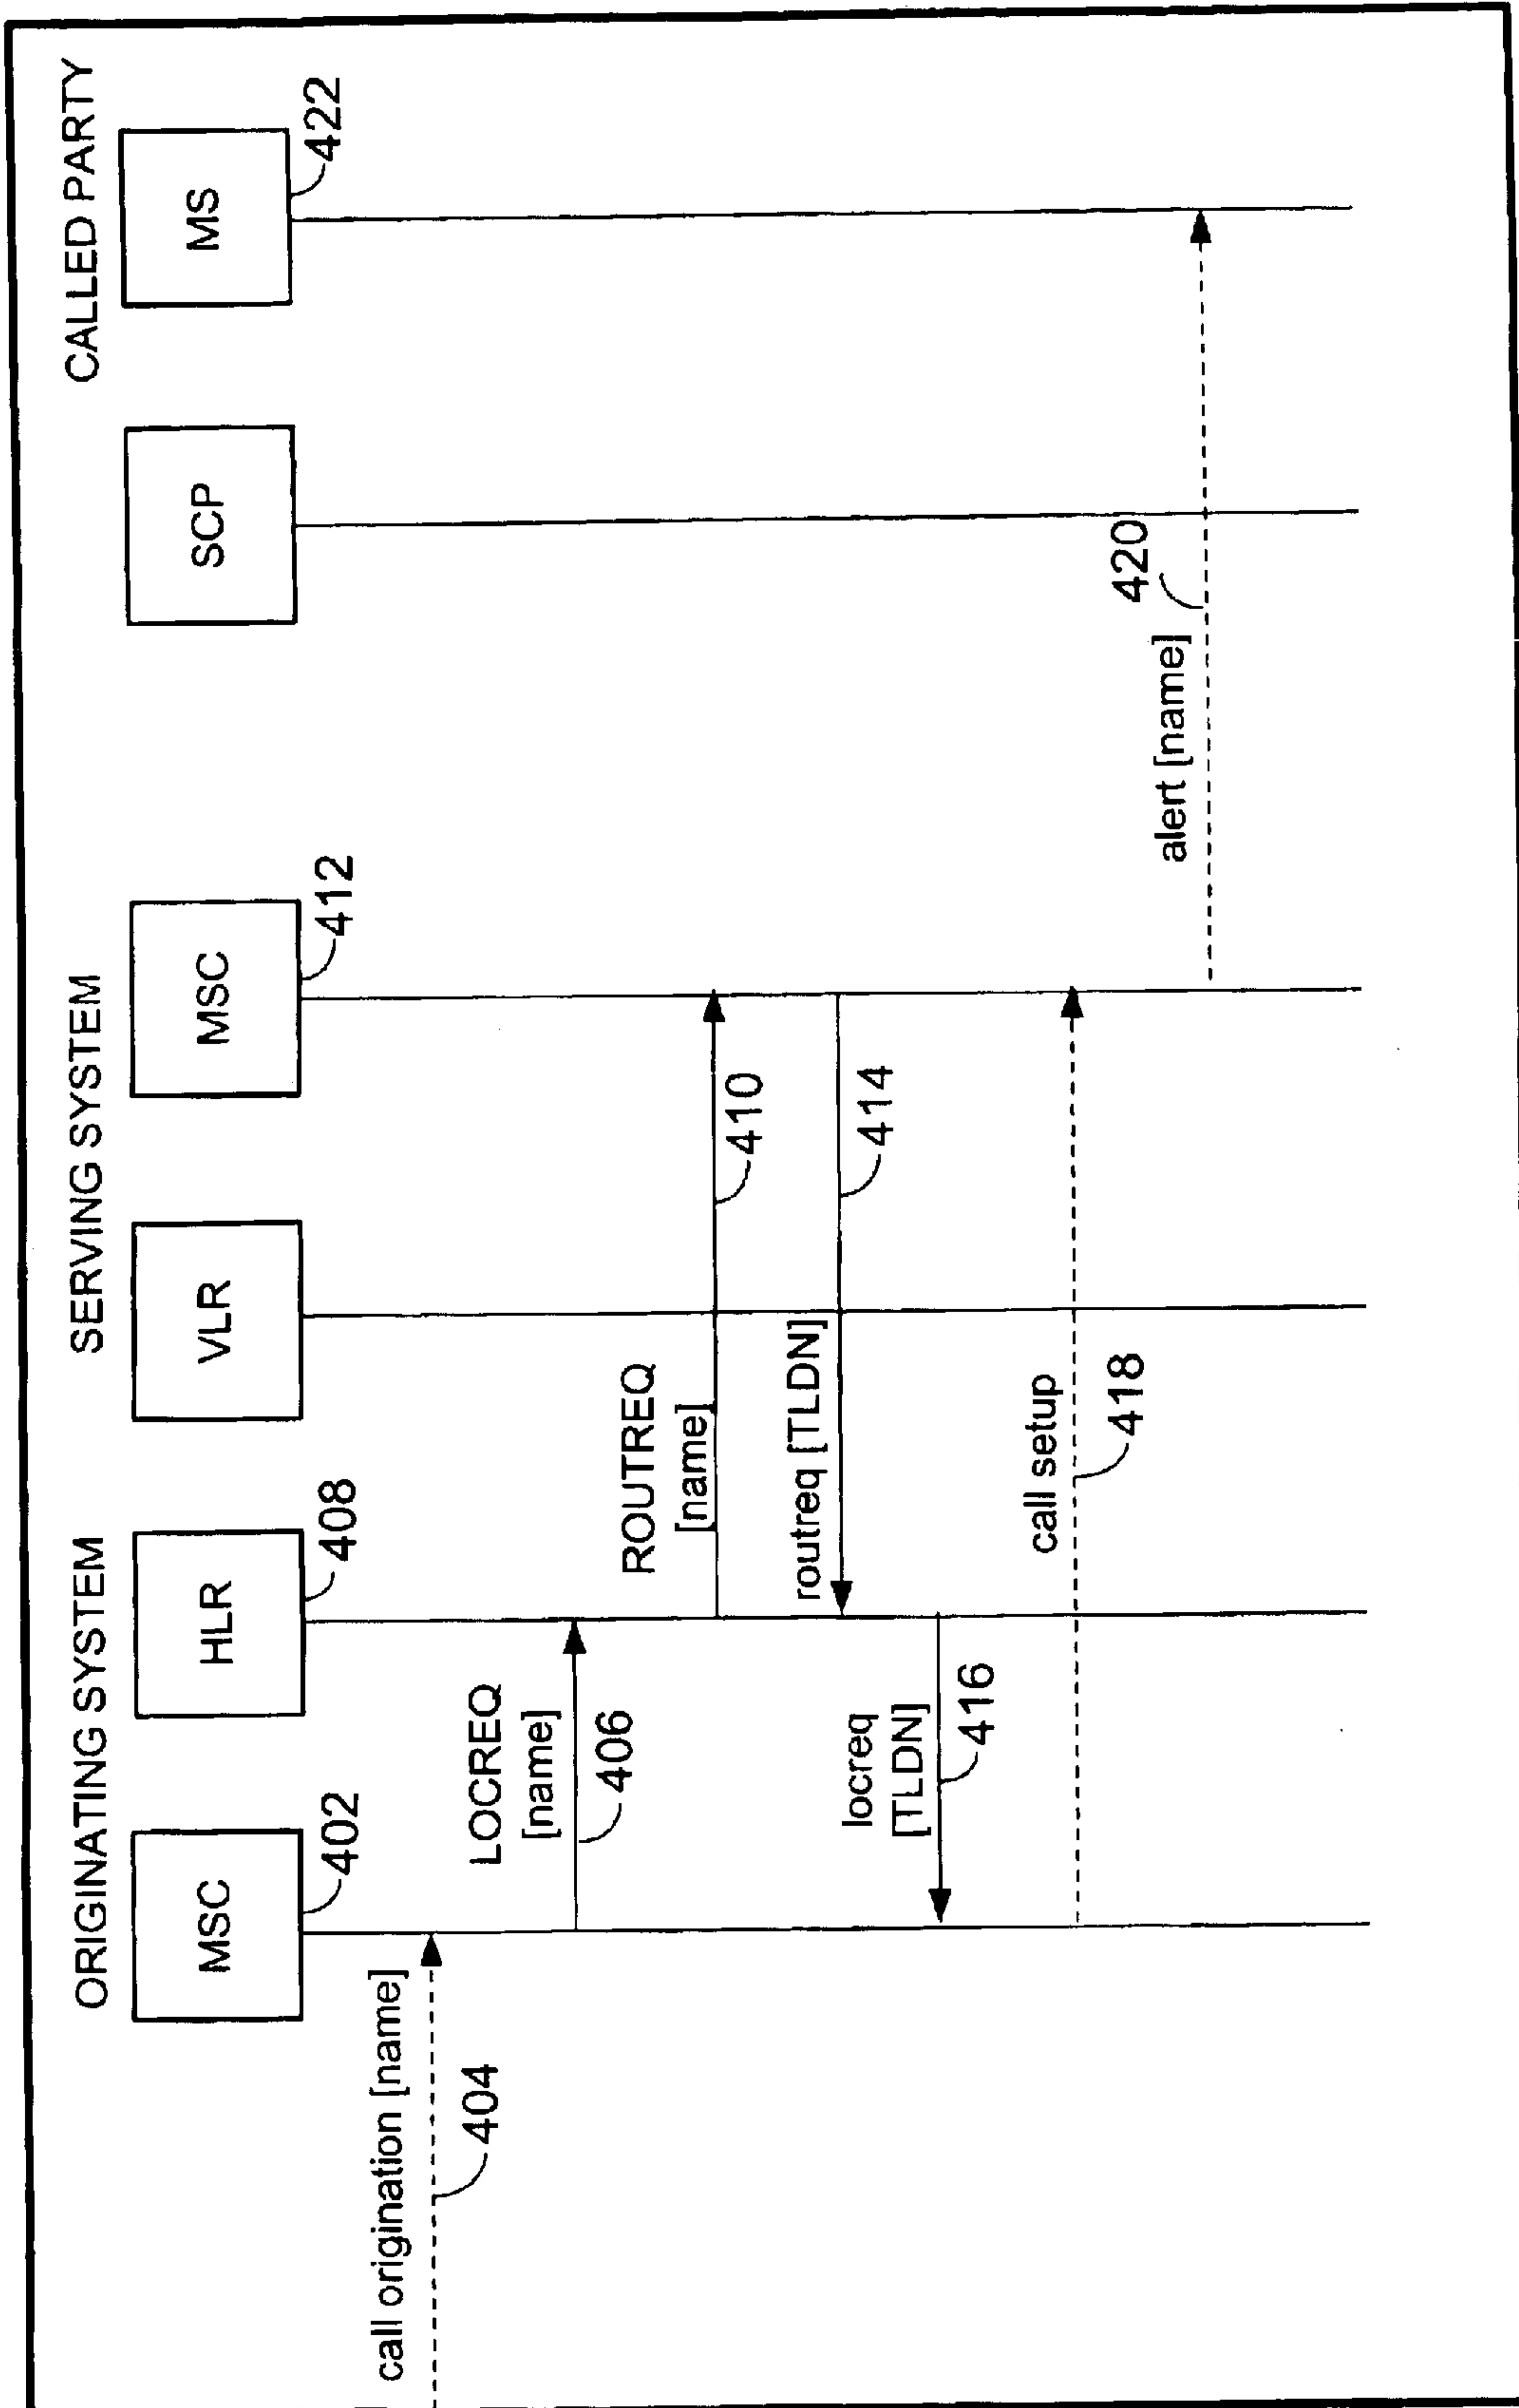 ORIGINATING SYSTEM
SERVING SYSTEM
CALLED PARTY
MSC
HLR
VLR
MSC
SCP
MS
402
408
412
422
call origination [name]
404
LOCREQ
[name]
406
ROUTREQ
[name]
410
routreq [TLDN]
414
locreq
[TLDN]
416
call setup
418
alert [name]
420